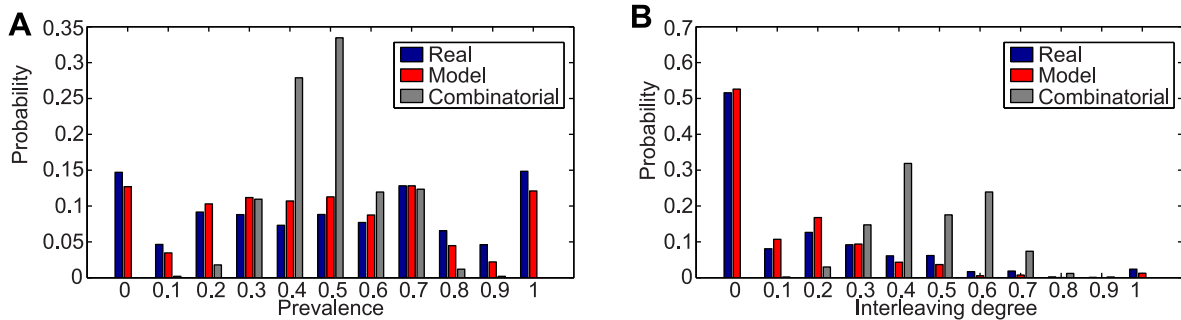 A
Probability
0.35
0.3
0.25
0.2
0.15
0.1
0.05
0
Real
Model
Combinatorial
0 0.1 0.2 0.3 0.4 0.5 0.6 0.7 0.8 0.9 1
Prevalence
B
Probability
0.7
0.6
0.5
0.4
0.3
0.2
0.1
0
Real
Model
Combinatorial
0 0.1 0.2 0.3 0.4 0.5 0.6 0.7 0.8 0.9 1
Interleaving degree